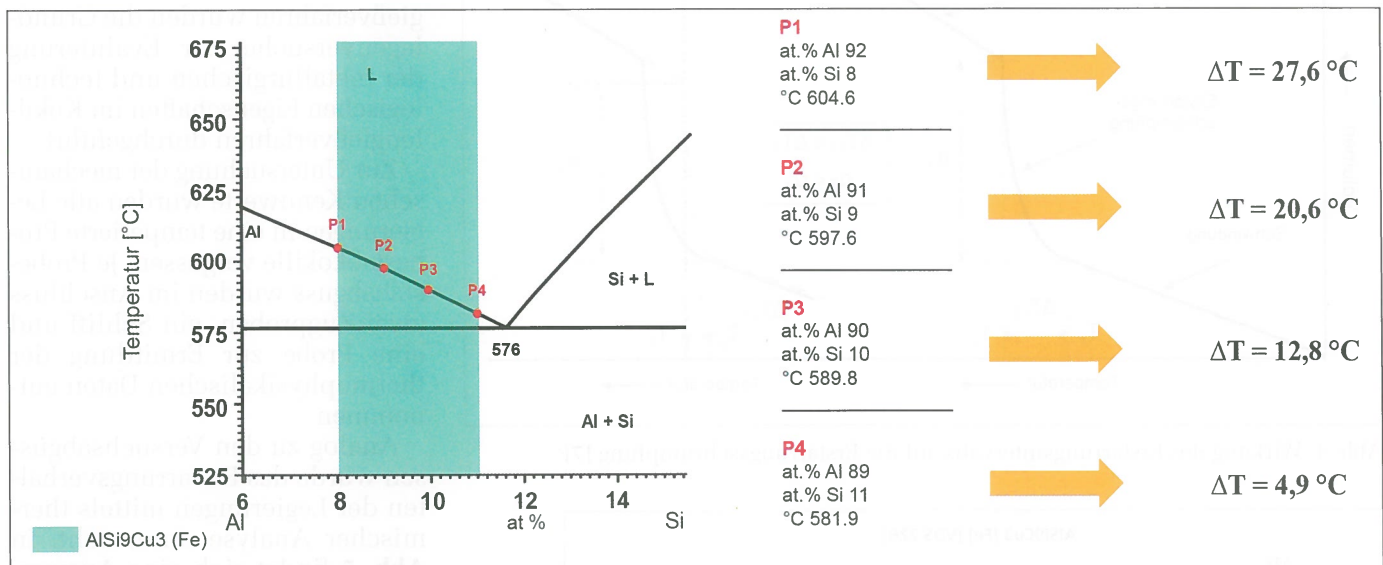 675
650
625
600
575
550
525
Temperatur [°C]
L
Al
P1
P2
P3
P4
Si + L
576
Al + Si
6
8
10
12
14
Al
at %
Si
AlSi9Cu3 (Fe)
P1
at.% Al 92
at.% Si 8
°C 604.6
ΔT = 27,6 °C
P2
at.% Al 91
at.% Si 9
°C 597.6
ΔT = 20,6 °C
P3
at.% Al 90
at.% Si 10
°C 589.8
ΔT = 12,8 °C
P4
at.% Al 89
at.% Si 11
°C 581.9
ΔT = 4,9 °C